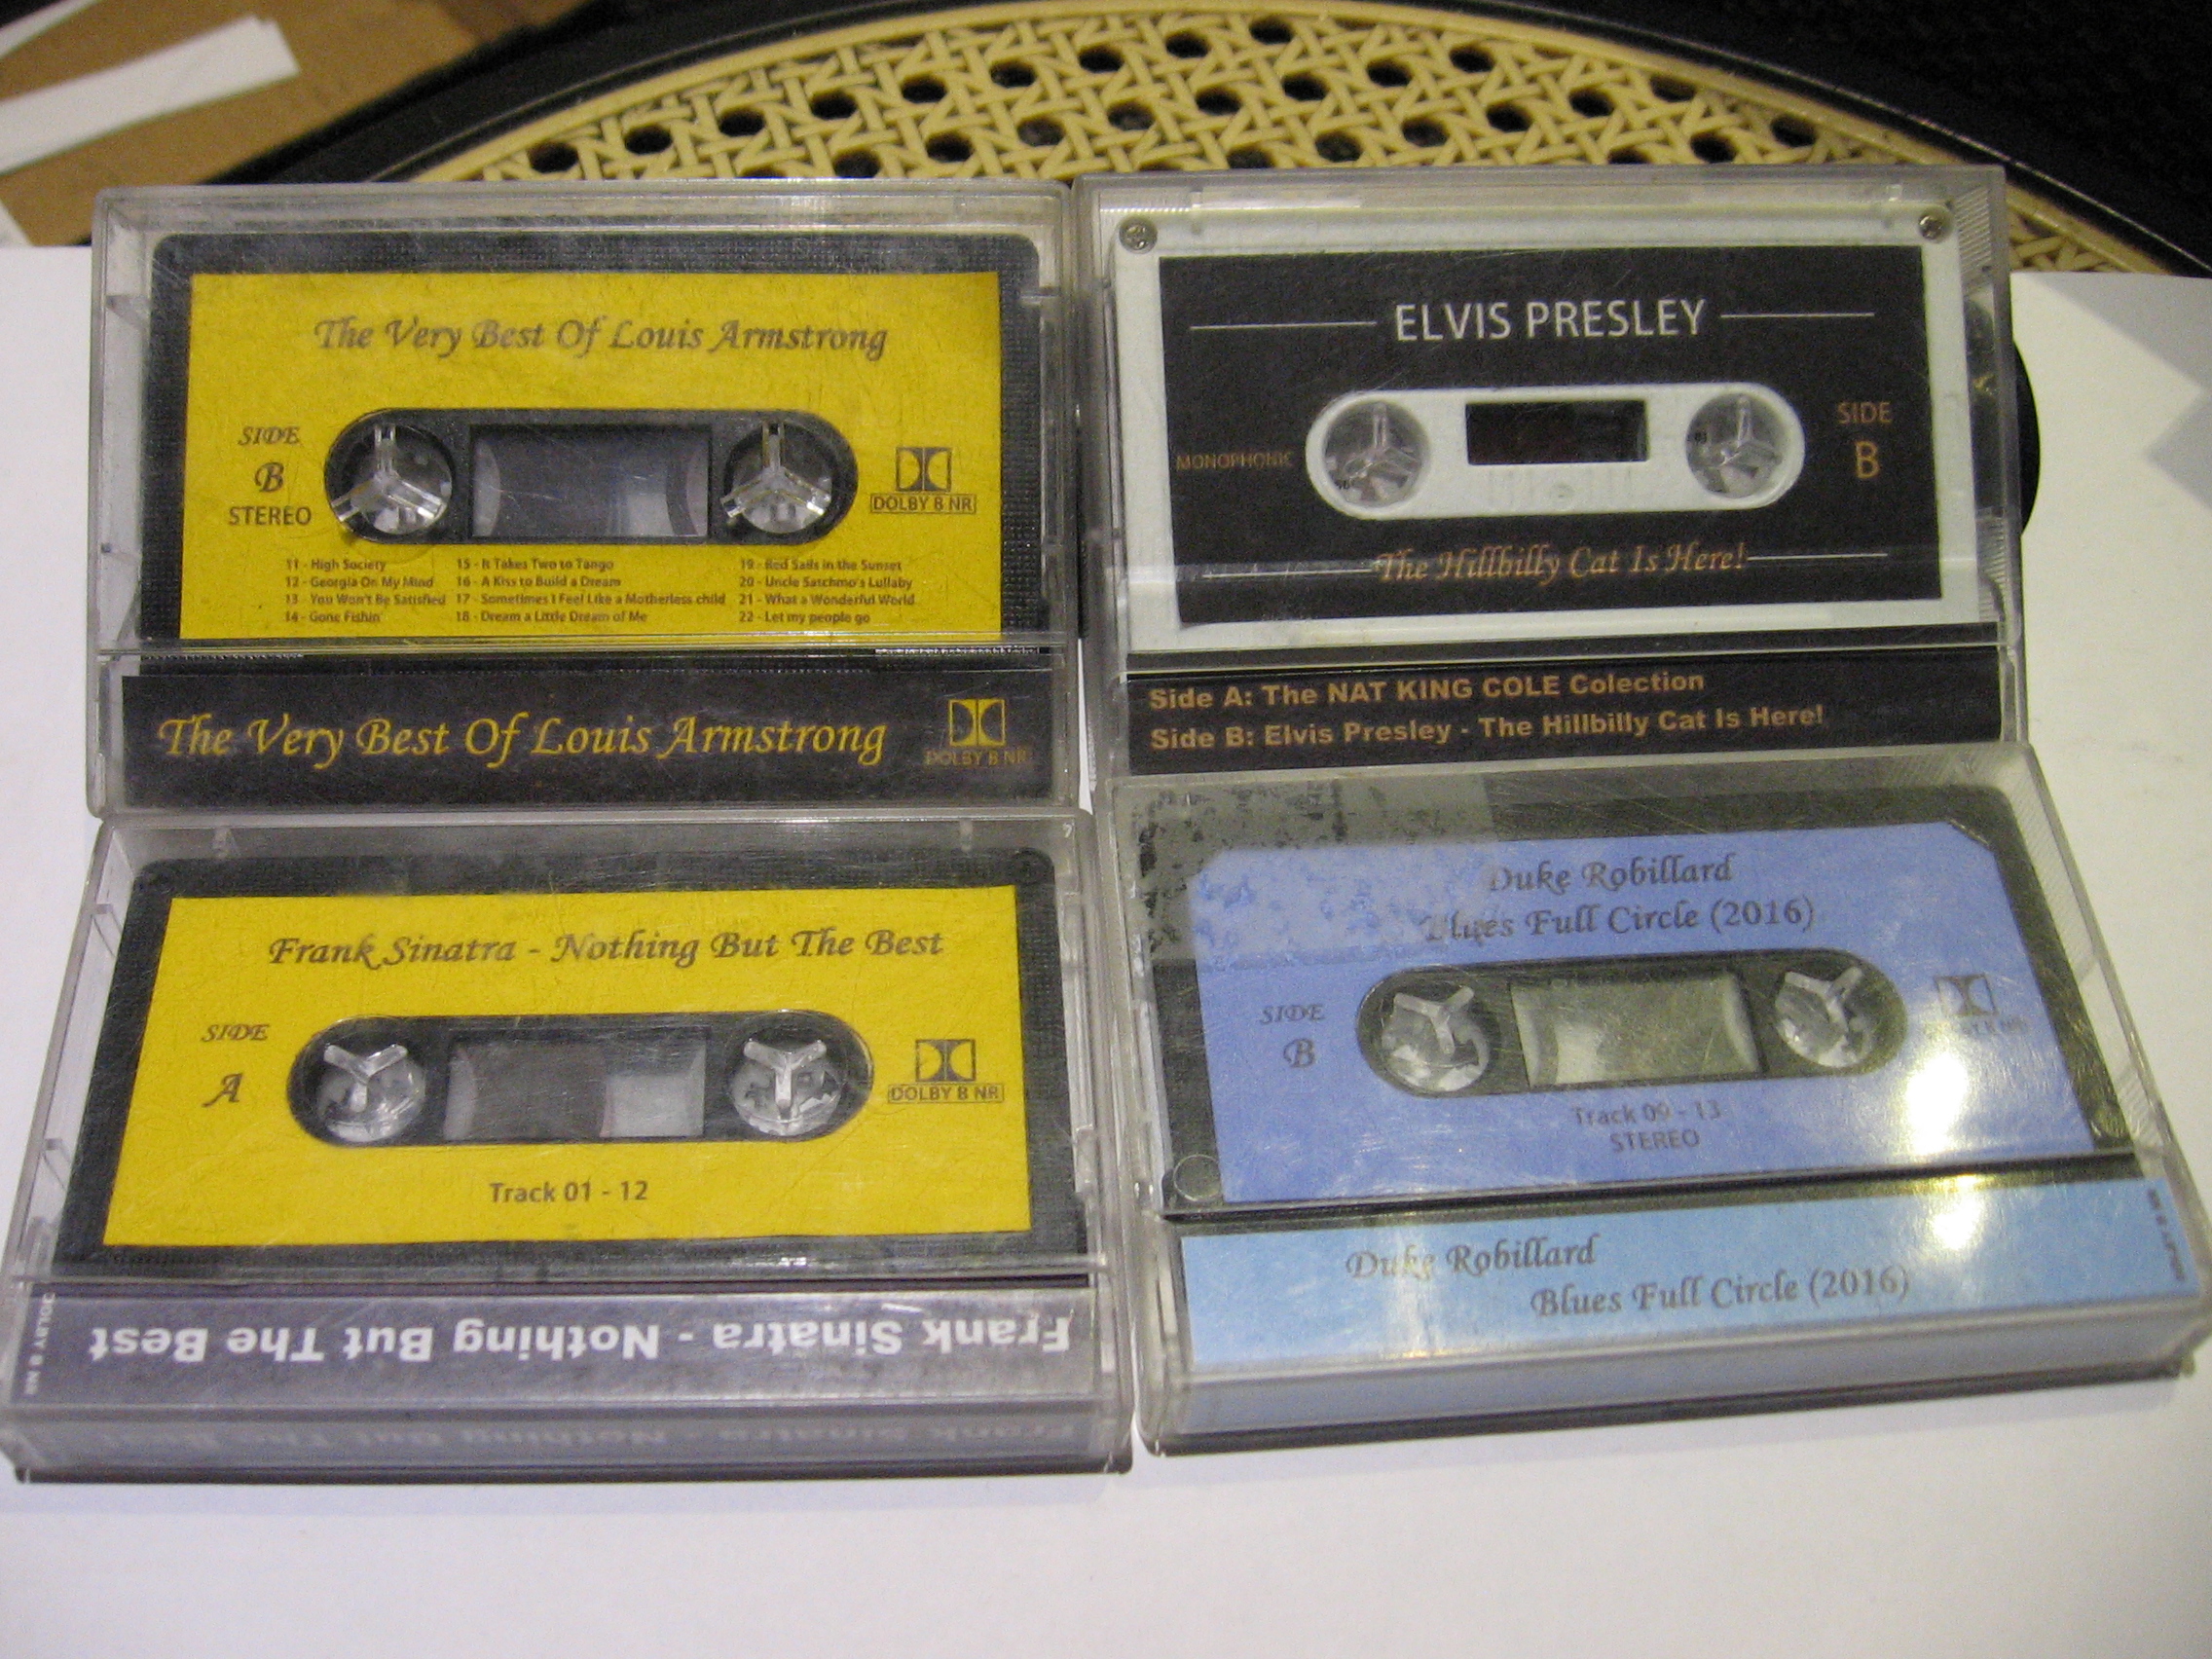 The Very Best Of Louis Armstrong
SIDE
B
STEREO
DOLBY B NR
11 - High Society
12 - Georgia On My Mind
13 - You Won't Be Satisfied
14 - Gone Fishin'
15 - It Takes Two to Tango
16 - A Kiss to Build a Dream
17 - Sometimes I Feel Like a Motherless child
18 - Dream a Little Dream of Me
19 - Red Sails in the Sunset
20 - Uncle Satchmo's Lullaby
21 - What a Wonderful World
22 - Let my people go
The Very Best Of Louis Armstrong
DOLBY B NR
ELVIS PRESLEY
MONOPHONIC
SIDE
B
The Hillbilly Cat Is Here!
Side A: The NAT KING COLE Colection
Side B: Elvis Presley - The Hillbilly Cat Is Here!
Frank Sinatra - Nothing But The Best
SIDE
A
DOLBY B NR
Track 01 - 12
Frank Sinatra - Nothing But The Best
DOLBY B NR
Duke Robillard
Blues Full Circle (2016)
SIDE
B
Track 09 - 13
STEREO
Duke Robillard
Blues Full Circle (2016)